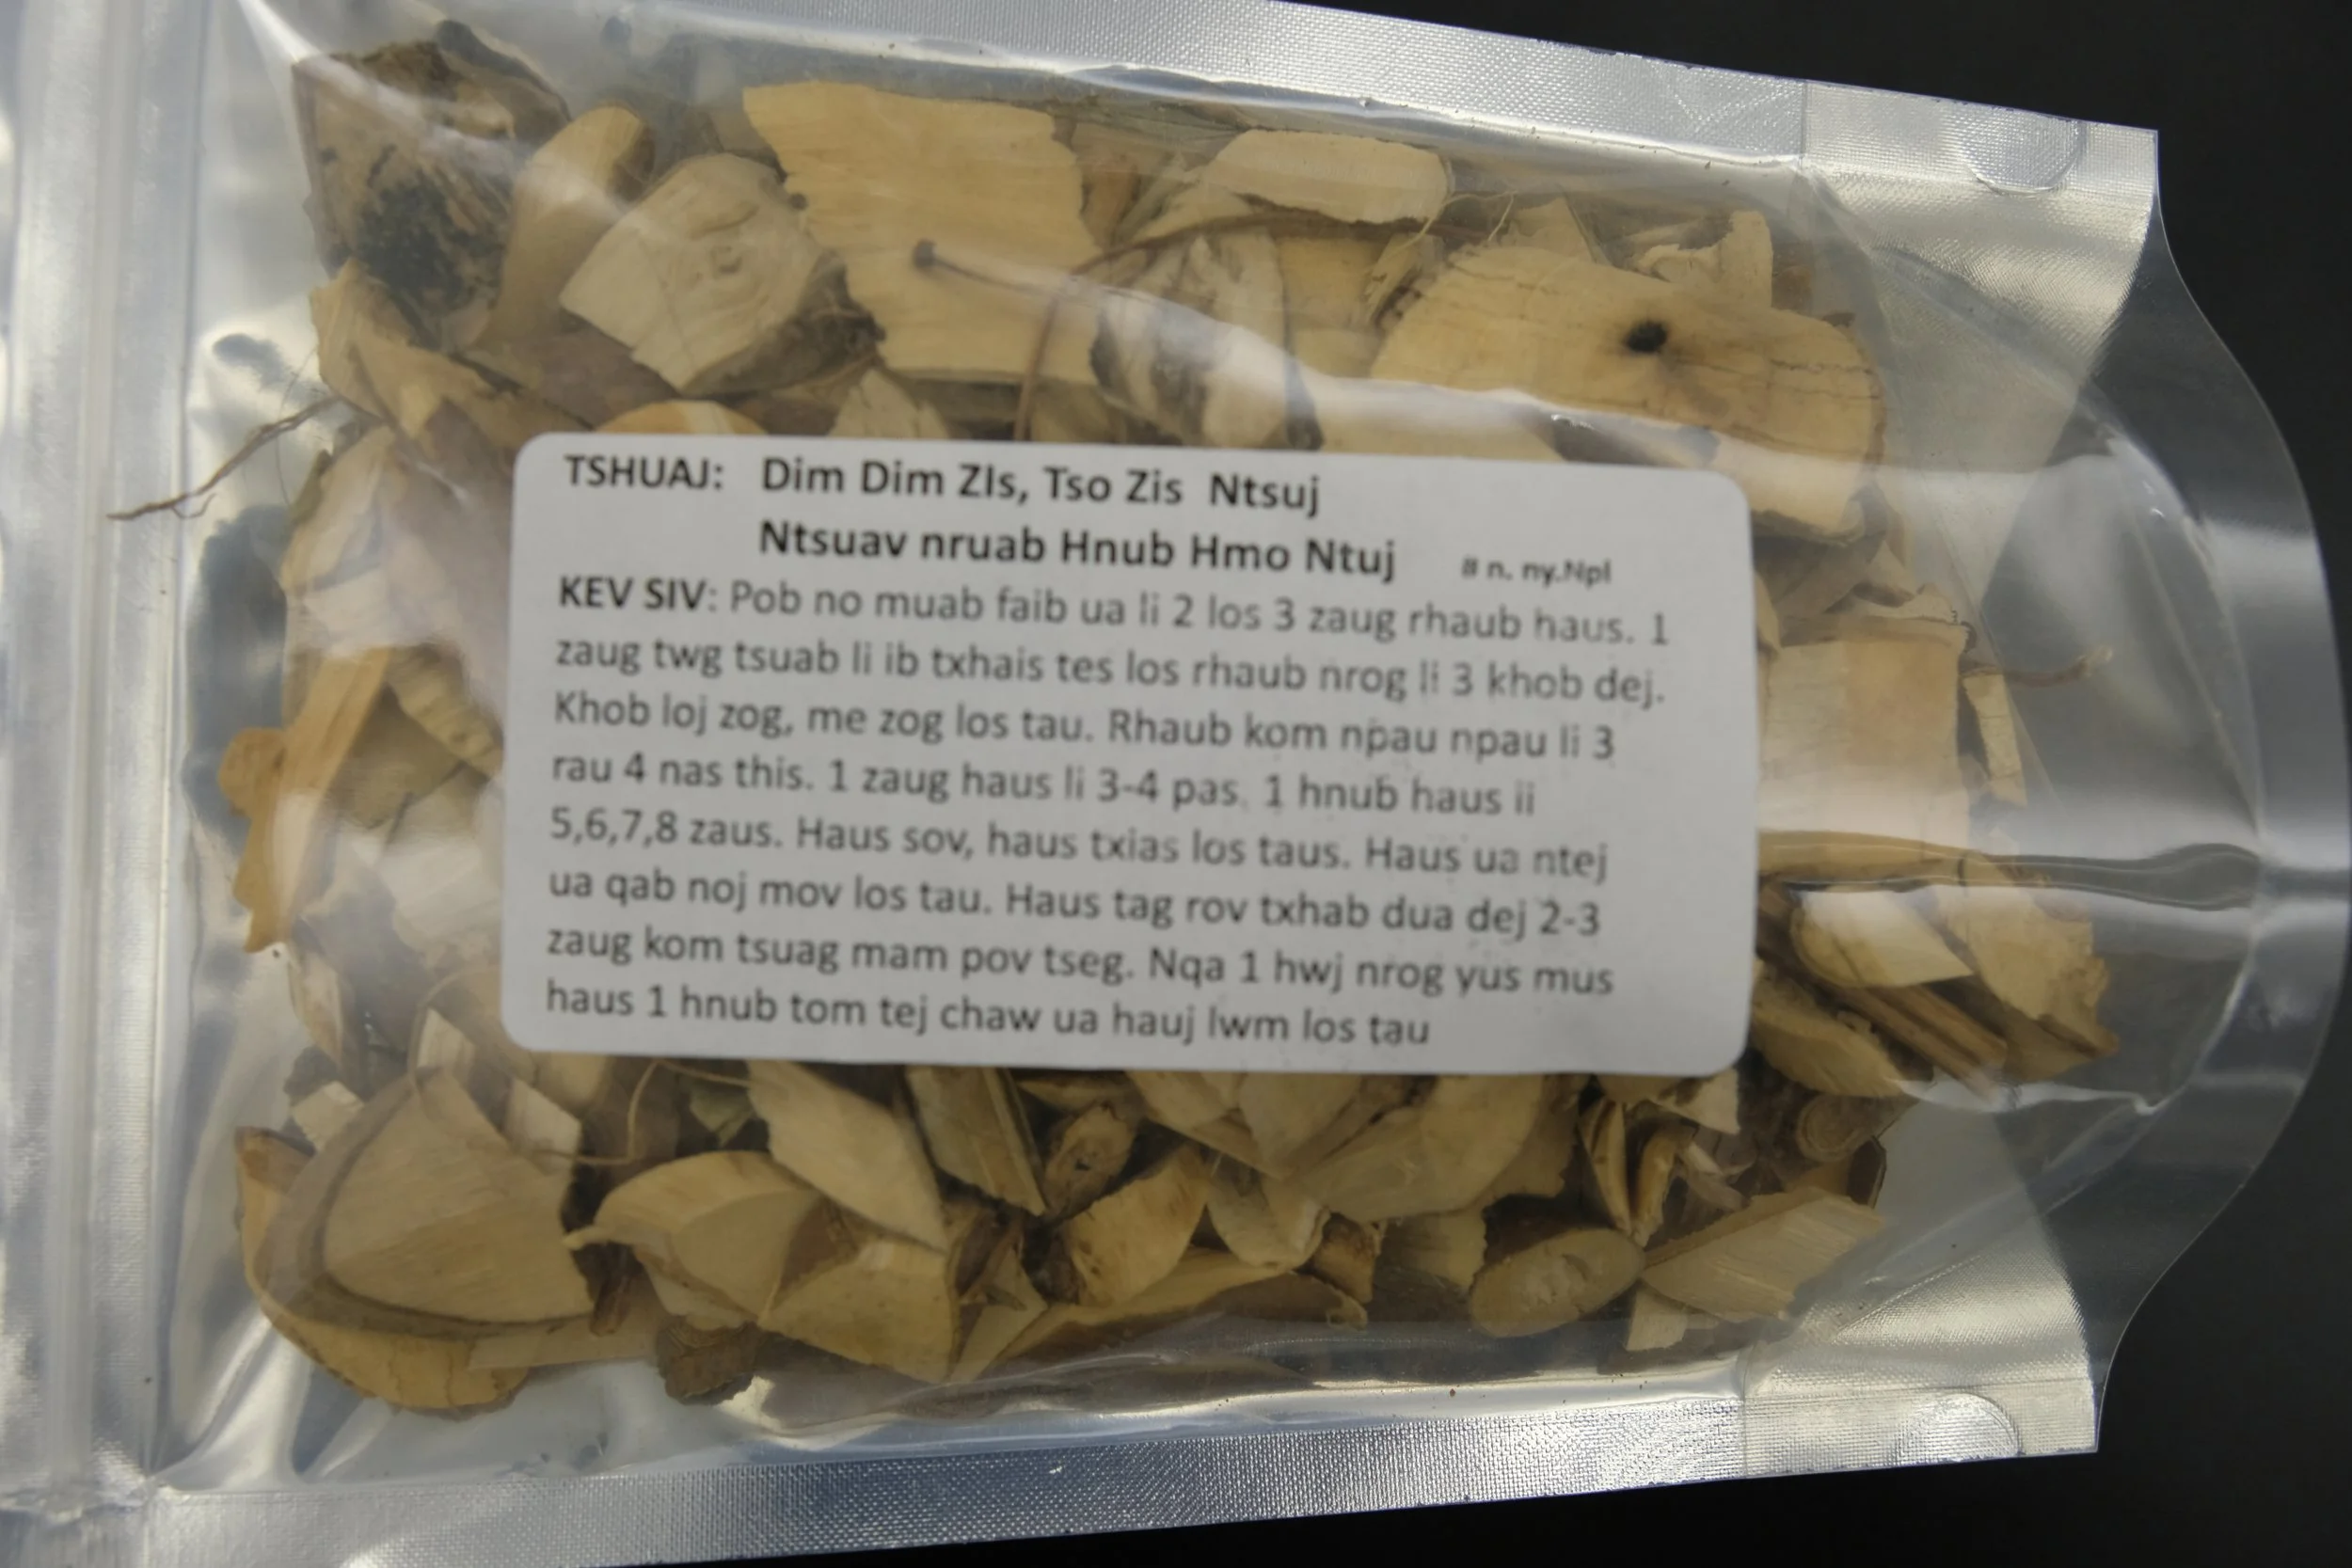 TSHUAJ: Dim Dim ZIs, Tso Zis Ntsuj
Ntsuav nruab Hnub Hmo Ntuj # n. ny.Npl
KEV SIV: Pob no muab faib ua li 2 los 3 zaug rhaub haus. 1
zaug twg tsuab li ib txhais tes los rhaub nrog li 3 khob dej.
Khob loj zog, me zog los tau. Rhaub kom npau npau li 3
rau 4 nas this. 1 zaug haus li 3-4 pas. 1 hnub haus ii
5,6,7,8 zaus. Haus sov, haus txias los taus. Haus ua ntej
ua qab noj mov los tau. Haus tag rov txhab dua dej 2-3
zaug kom tsuag mam pov tseg. Nqa 1 hwj nrog yus mus
haus 1 hnub tom tej chaw ua hauj lwm los tau